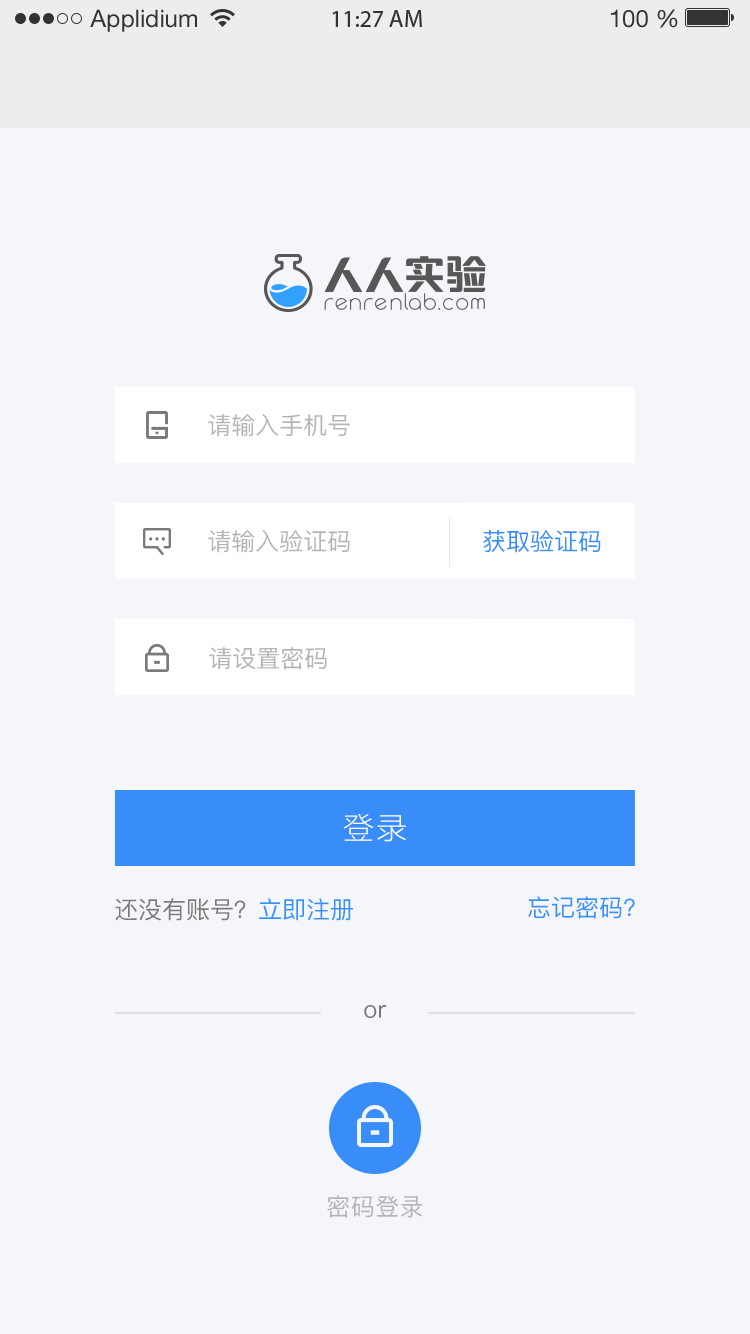 Applidium 11:27 AM 100 %
人人实验
renrenlab.com
请输入手机号
请输入验证码 获取验证码
请设置密码
登录
还没有账号? 立即注册 忘记密码?
or
密码登录